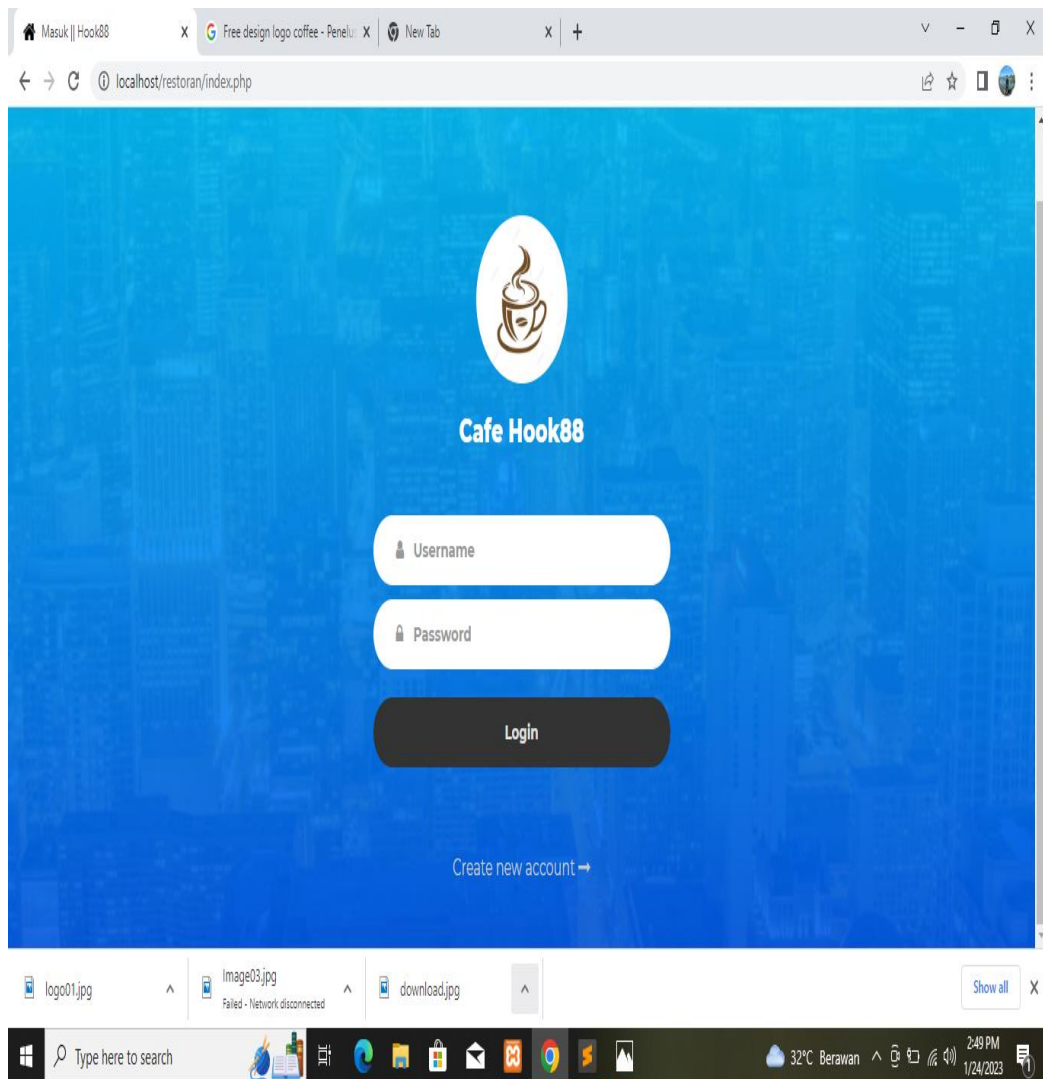 Masuk || Hook88
Free design logo coffee - Penelus
New Tab
localhost/restoran/index.php
Cafe Hook88
Username
Password
Login
Create new account
logo01.jpg
Image03.jpg
Failed - Network disconnected
download.jpg
Show all
Type here to search
32°C Berawan
2:49 PM
1/24/2023
1